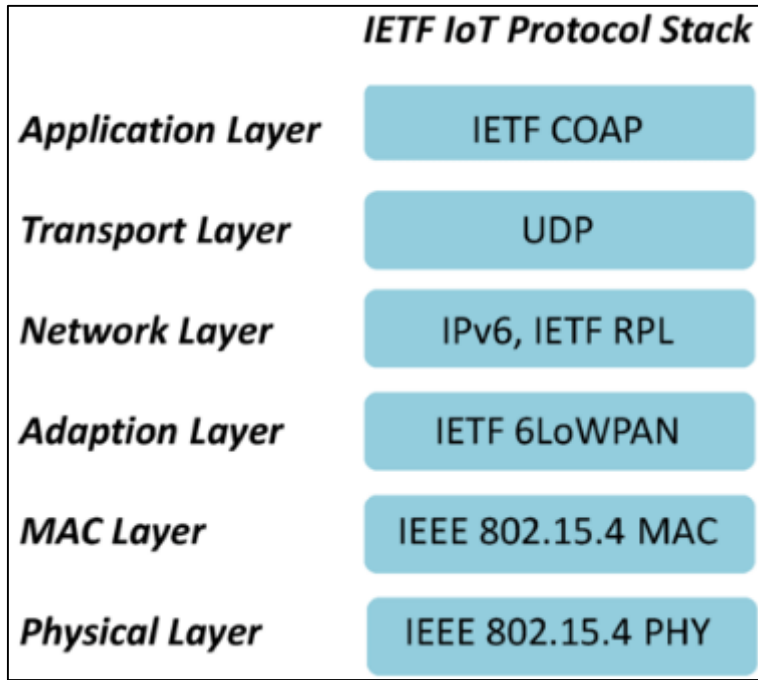 IETF IoT Protocol Stack
Application Layer IETF COAP
Transport Layer UDP
Network Layer IPv6, IETF RPL
Adaption Layer IETF 6LoWPAN
MAC Layer IEEE 802.15.4 MAC
Physical Layer IEEE 802.15.4 PHY